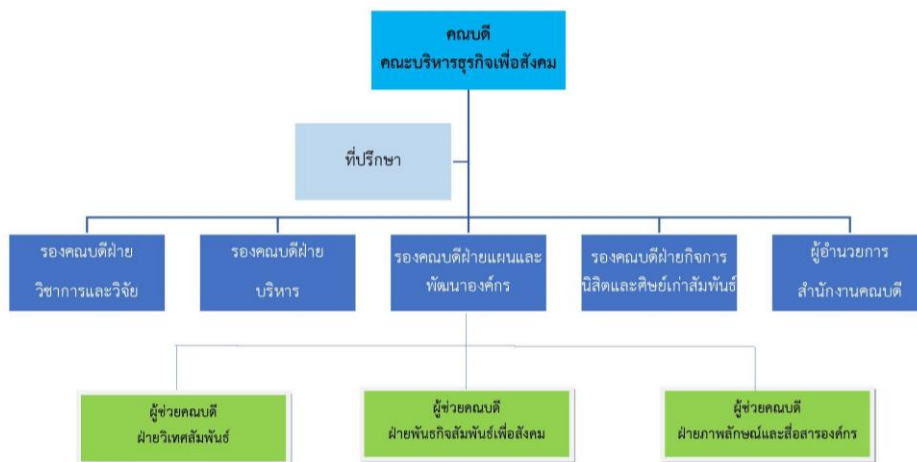 คณบดี
คณะบริหารธุรกิจเพื่อสังคม
ที่ปรึกษา
รองคณบดีฝ่าย
วิชาการและวิจัย
รองคณบดีฝ่าย
บริหาร
รองคณบดีฝ่ายแผนและ
พัฒนาองค์กร
รองคณบดีฝ่ายกิจการ
นิสิตและศิษย์เก่าสัมพันธ์
ผู้อำนวยการ
สำนักงานคณบดี
ผู้ช่วยคณบดี
ฝ่ายวิเทศสัมพันธ์
ผู้ช่วยคณบดี
ฝ่ายพันธกิจสัมพันธ์เพื่อสังคม
ผู้ช่วยคณบดี
ฝ่ายภาพลักษณ์และสื่อสารองค์กร